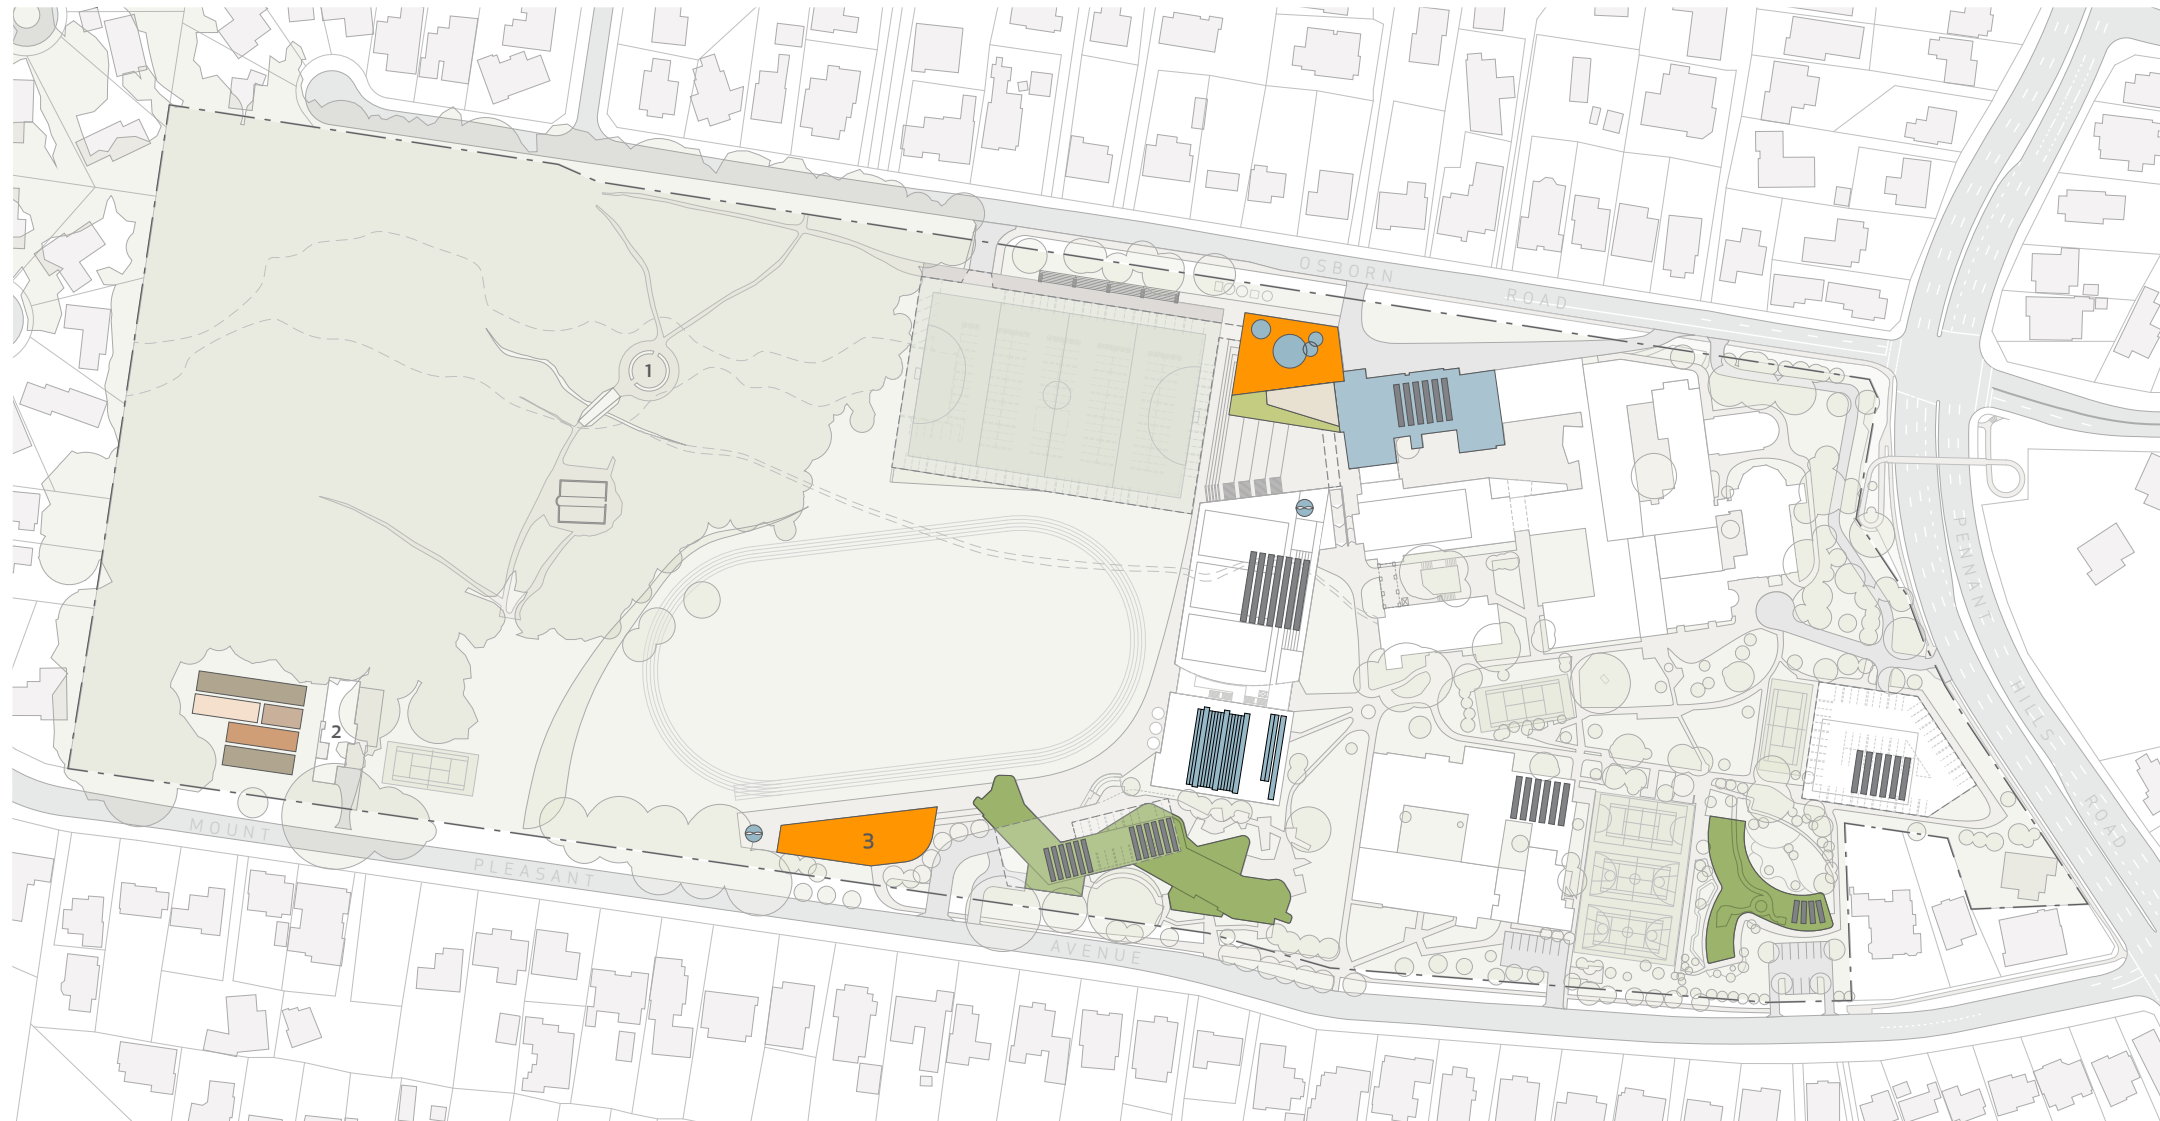 OSBORN ROAD
1
PENNANT HILLS ROAD
2
MOUNT PLEASANT AVENUE
3